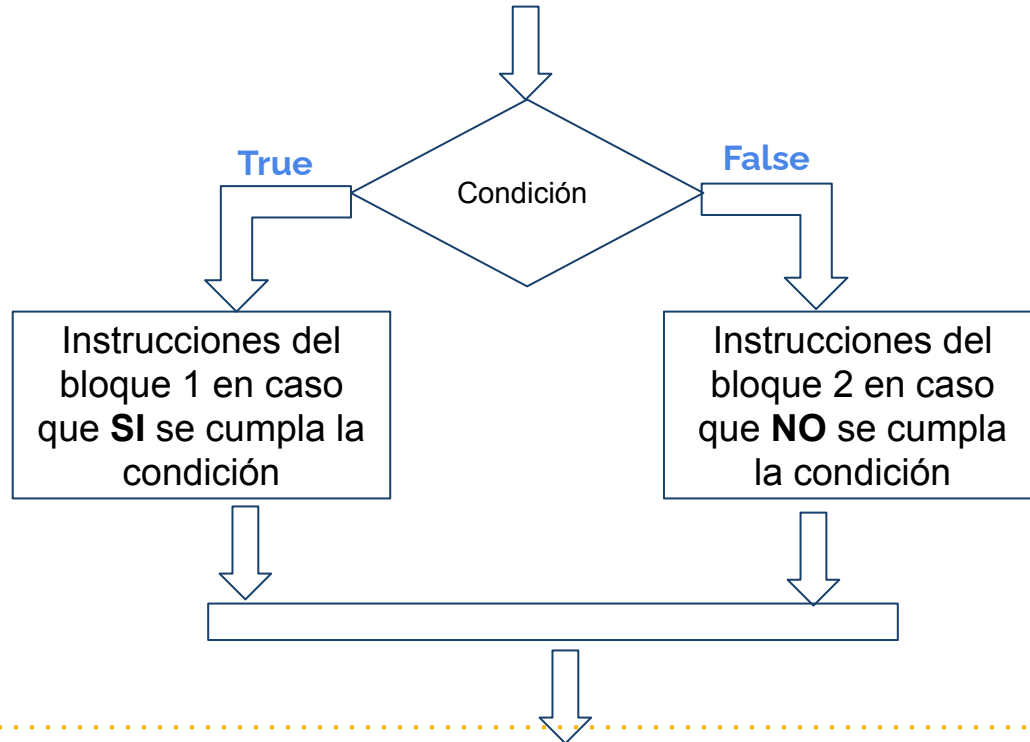 True
False
Condición
Instrucciones del
bloque 1 en caso
que SI se cumpla la
condición
Instrucciones del
bloque 2 en caso
que NO se cumpla
la condición